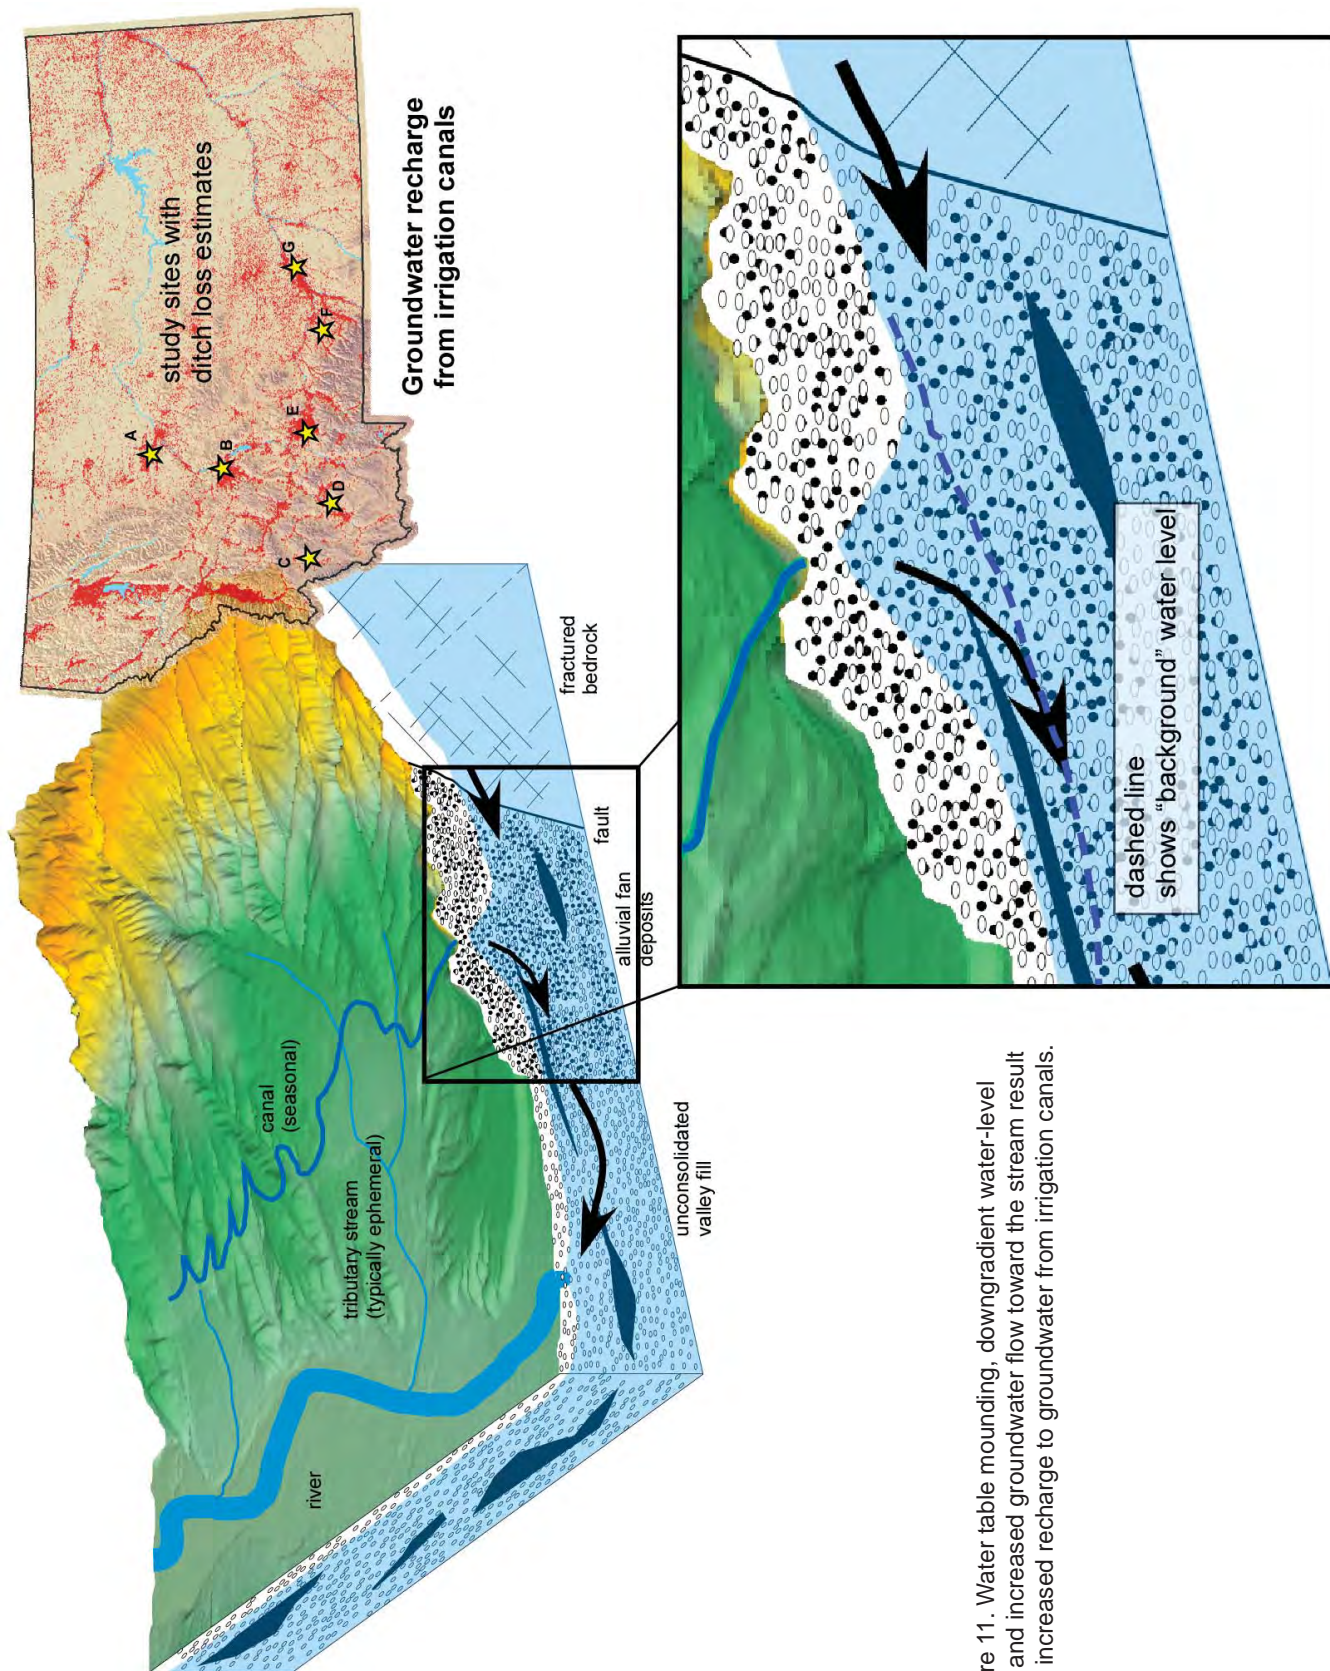 study sites with
ditch loss estimates
A
B
C
D
E
F
G
Groundwater recharge
from irrigation canals
canal
(seasonal)
tributary stream
(typically ephemeral)
river
fractured
bedrock
fault
alluvial fan
deposits
unconsolidated
valley fill
dashed line
shows “background” water level
re 11. Water table mounding, downgradient water-level
and increased groundwater flow toward the stream result
increased recharge to groundwater from irrigation canals.